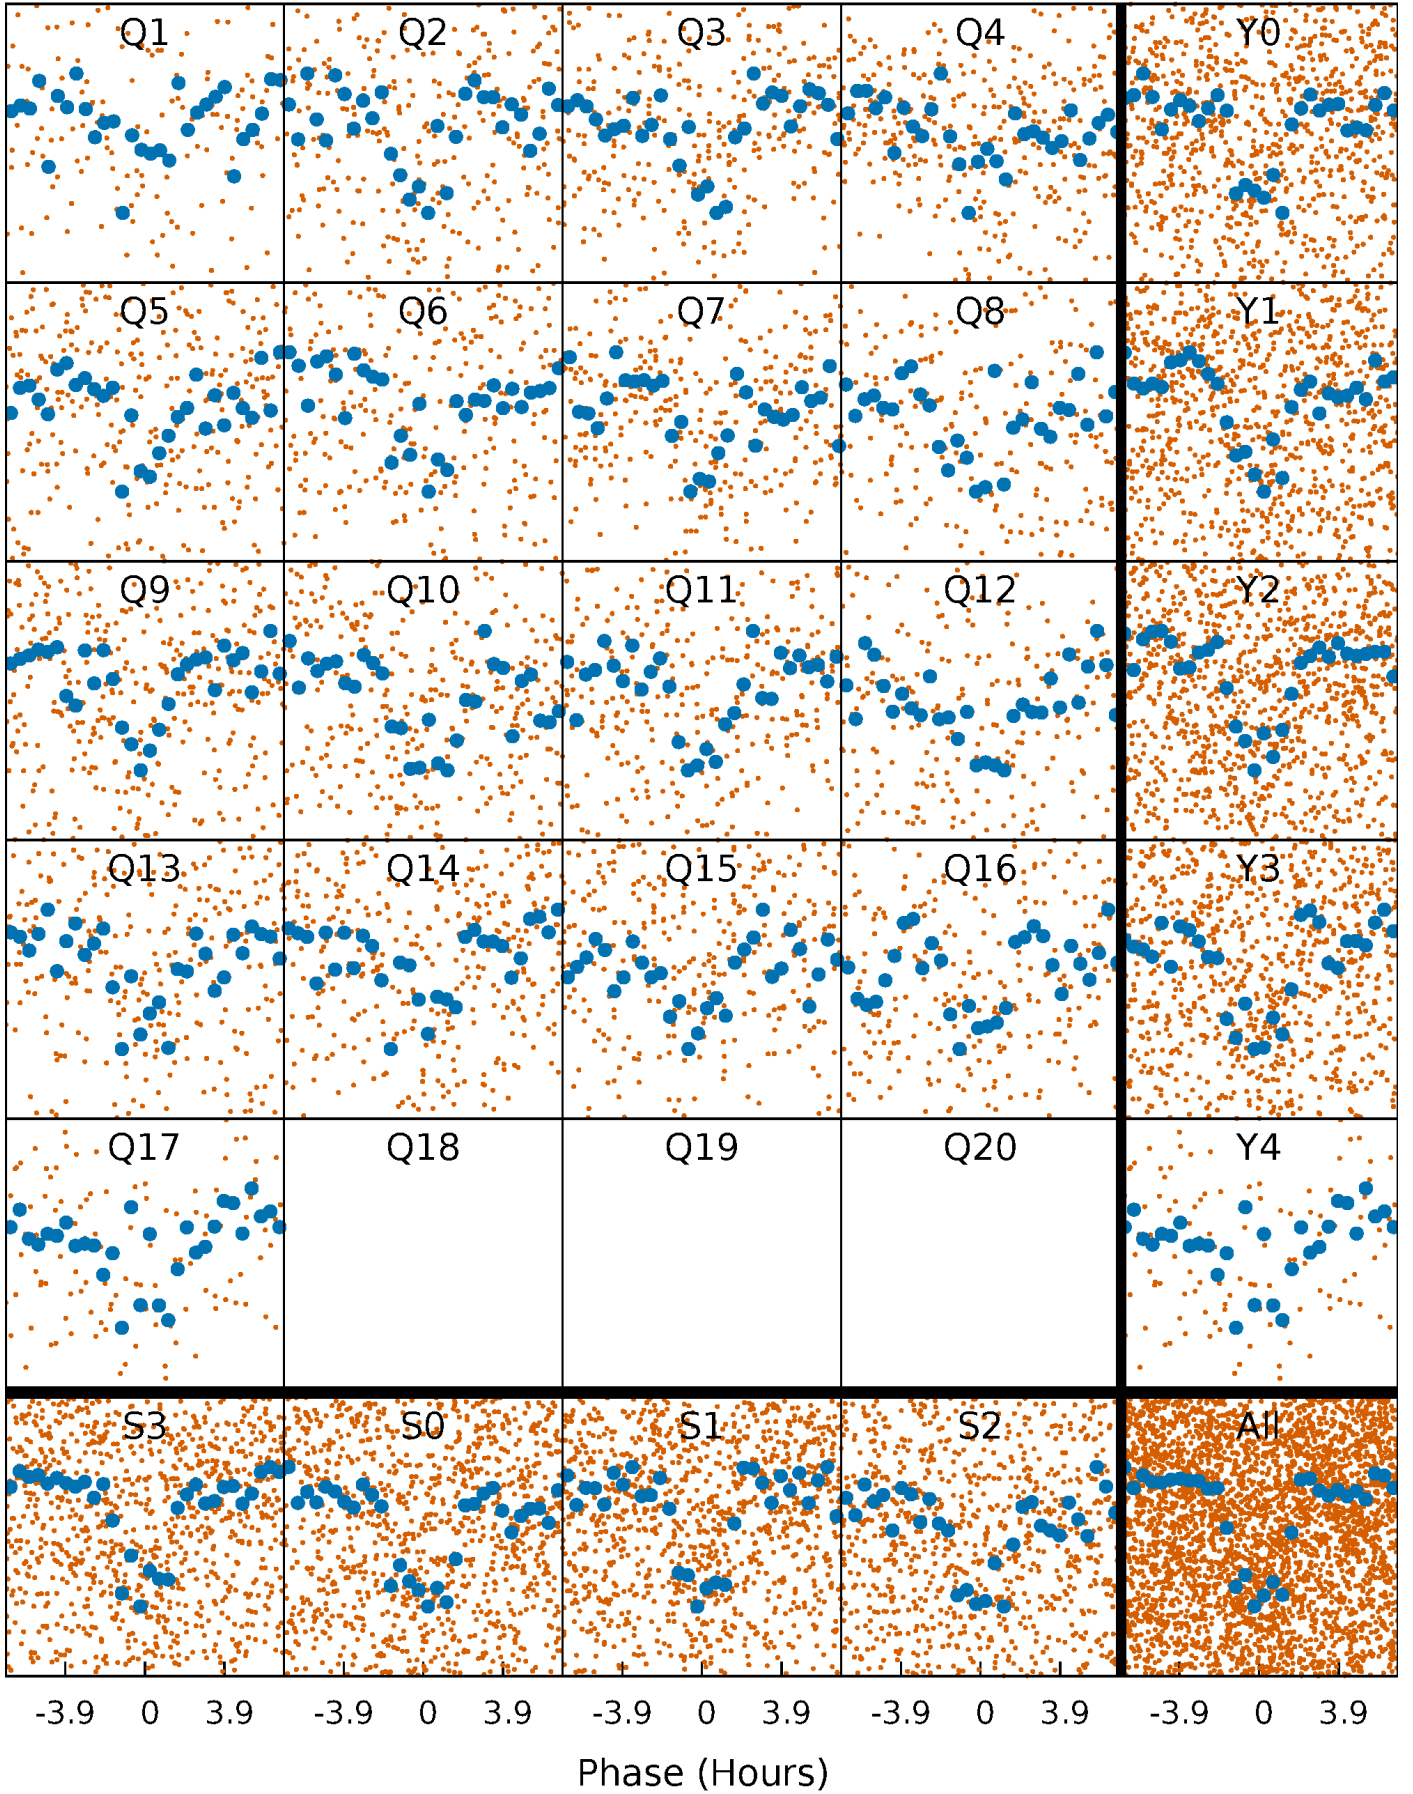 Q1 Q2 Q3 Q4 Y0
Q5 Q6 Q7 Q8 Y1
Q9 Q10 Q11 Q12 Y2
Q13 Q14 Q15 Q16 Y3
Q17 Q18 Q19 Q20 Y4
S3 S0 S1 S2 All
-3.9 0 3.9 -3.9 0 3.9 -3.9 0 3.9 -3.9 0 3.9 -3.9 0 3.9
Phase (Hours)